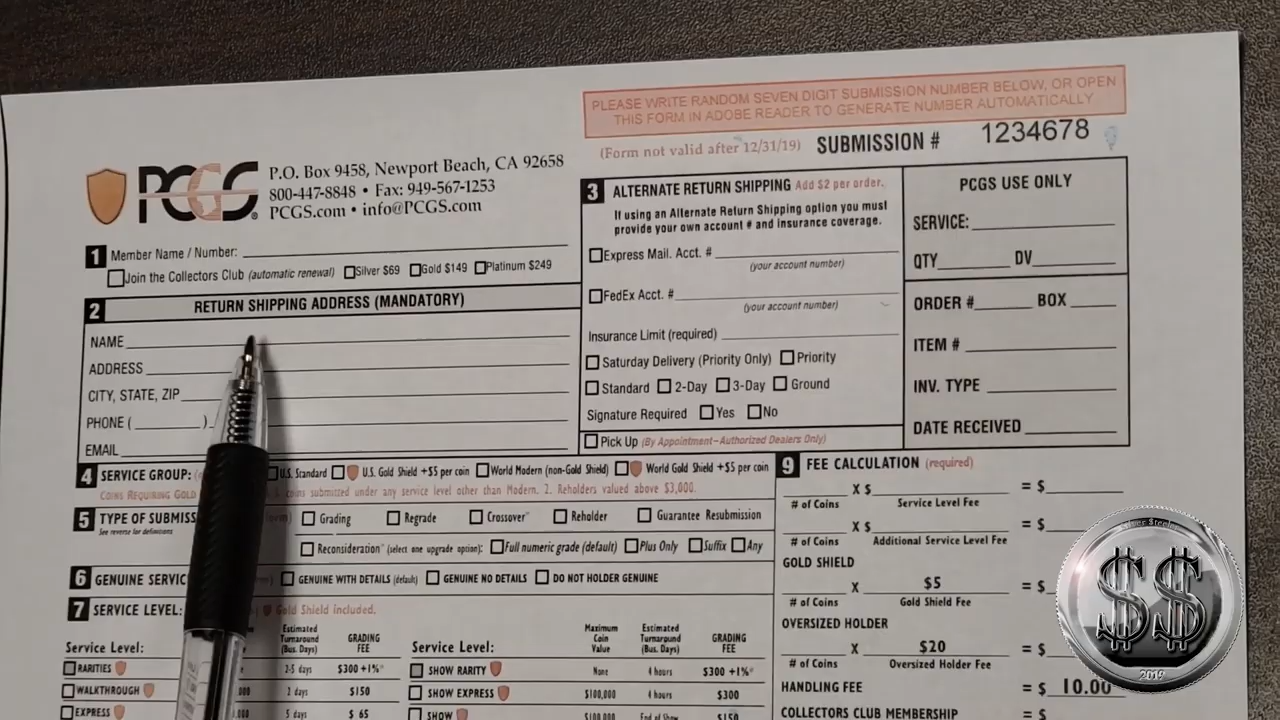 PLEASE WRITE RANDOM SEVEN DIGIT SUBMISSION NUMBER BELOW, OR OPEN
THIS FORM IN ADOBE READER TO GENERATE NUMBER AUTOMATICALLY
(Form not valid after 12/31/19) SUBMISSION # 1234678
PCGS®
P.O. Box 9458, Newport Beach, CA 92658
800-447-8848 • Fax: 949-567-1253
PCGS.com • info@PCGS.com
1 Member Name / Number:
Join the Collectors Club (automatic renewal) Silver $69 Gold $149 Platinum $249
2 RETURN SHIPPING ADDRESS (MANDATORY)
NAME
ADDRESS
CITY, STATE, ZIP
PHONE ( )
EMAIL
3 ALTERNATE RETURN SHIPPING Add $2 per order.
If using an Alternate Return Shipping option you must
provide your own account # and insurance coverage.
Express Mail. Acct. #
(your account number)
FedEx Acct. #
(your account number)
Insurance Limit (required)
Saturday Delivery (Priority Only) Priority
Standard 2-Day 3-Day Ground
Signature Required Yes No
Pick Up (By Appointment–Authorized Dealers Only)
PCGS USE ONLY
SERVICE:
QTY DV
ORDER # BOX
ITEM #
INV. TYPE
DATE RECEIVED
4 SERVICE GROUP: U.S. Standard U.S. Gold Shield +$5 per coin World Modern (non-Gold Shield) World Gold Shield +$5 per coin
COINS REQUIRING GOLD coins submitted under any service level other than Modern. 2. Reholders valued above $3,000.
5 TYPE OF Grading Regrade Crossover Reholder Guarantee Resubmission
See reverse for definitions
Reconsideration (select one upgrade option): Full numeric grade (default) Plus Only Suffix Any
6 GENUINE GENUINE WITH DETAILS (default) GENUINE NO DETAILS DO NOT HOLDER GENUINE
7 SERVICE LEVEL: Gold Shield included.
Service Level:
Estimated
Turnaround
(Bus. Days)
GRADING
FEE
RARITIES 2-5 days $300 +1%
WALKTHROUGH 2 days $150
EXPRESS 5 days $ 65
Service Level:
Maximum
Coin
Value
Estimated
Turnaround
(Bus. Days)
GRADING
FEE
SHOW RARITY None 4 hours $300 +1%
SHOW EXPRESS $100,000 4 hours $300
SHOW $100,000 End of Show $150
9 FEE CALCULATION (required)
X $ = $
# of Coins Service Level Fee
X $ = $
# of Coins Additional Service Level Fee
GOLD SHIELD
X $5 = $
# of Coins Gold Shield Fee
OVERSIZED HOLDER
X $20 = $
# of Coins Oversized Holder Fee
HANDLING FEE = $ 10.00
COLLECTORS CLUB MEMBERSHIP = $
$$
2019